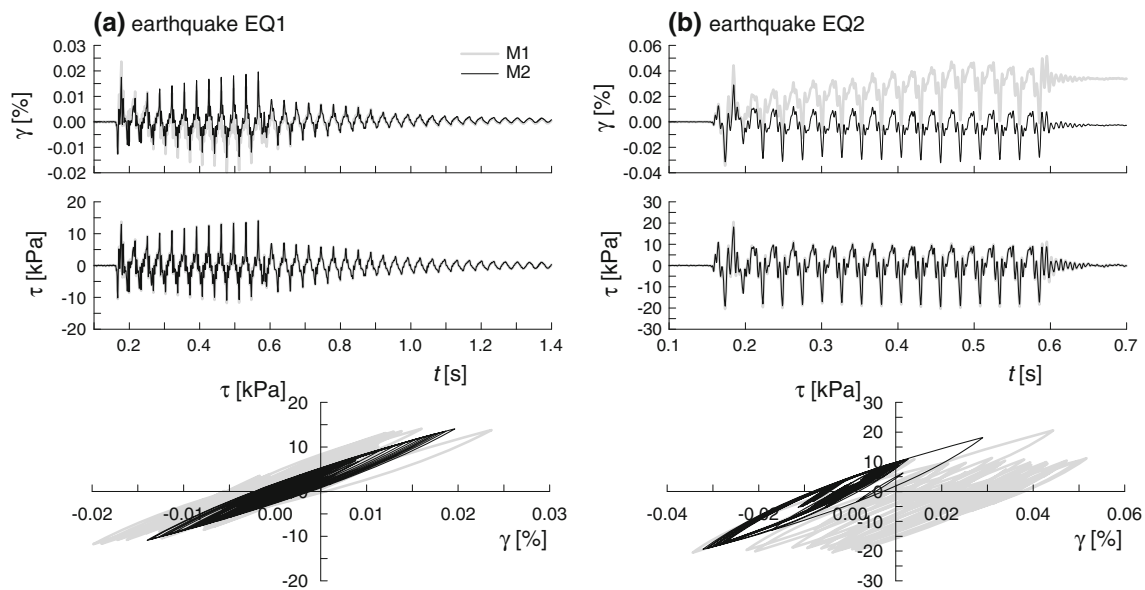 (a) earthquake EQ1
0.03
0.02
0.01
0.00
-0.01
-0.02
γ [%]
M1
M2
20
10
0
-10
-20
τ [kPa]
0.2 0.4 0.6 0.8 1.0 1.2 1.4
t [s]
τ [kPa]
20
10
0
-10
-20
-0.02 -0.01 0.00 0.01 0.02 0.03
γ [%]
(b) earthquake EQ2
0.06
0.04
0.02
0.00
-0.02
-0.04
γ [%]
30
20
10
0
-10
-20
-30
τ [kPa]
0.1 0.2 0.3 0.4 0.5 0.6 0.7
t [s]
τ [kPa]
30
20
10
0
-10
-20
-30
-0.04 -0.02 0.00 0.02 0.04 0.06
γ [%]